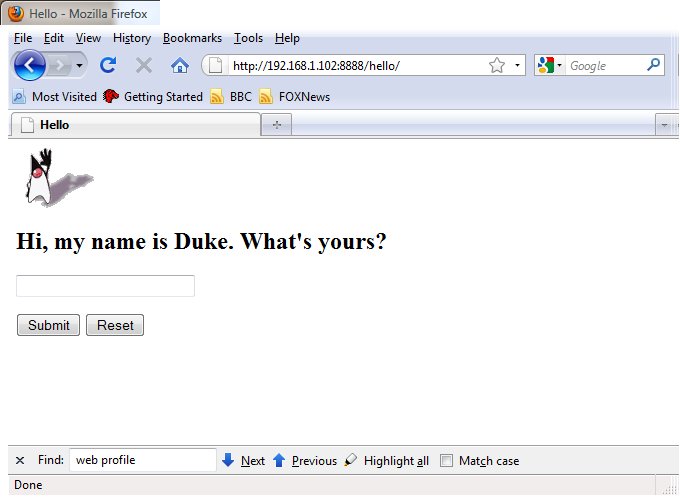 Hello - Mozilla Firefox
File Edit View History Bookmarks Tools Help
http://192.168.1.102:8888/hello/ Google
Most Visited Getting Started BBC FOXNews
Hello
Hi, my name is Duke. What's yours?
Submit Reset
Find: web profile Next Previous Highlight all Match case
Done